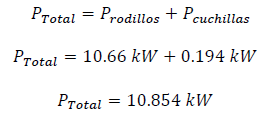 P_Total = P_rodillos + P_cuchillas
P_Total = 10.66 kW + 0.194 kW
P_Total = 10.854 kW